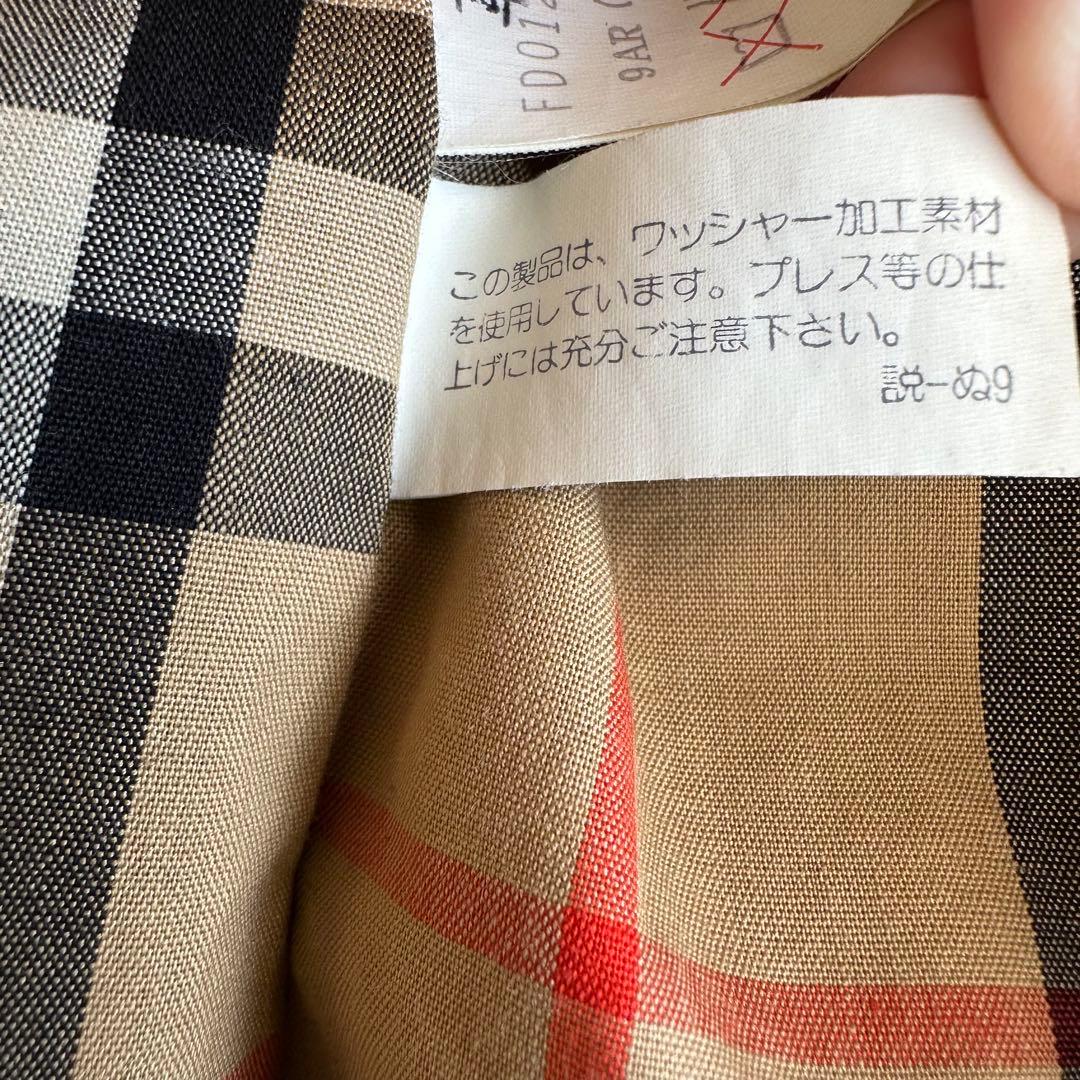 FD012
9AR(
この製品は、ワッシャー加工素材
を使用しています。プレス等の仕
上げには充分ご注意下さい。
説-ぬ9